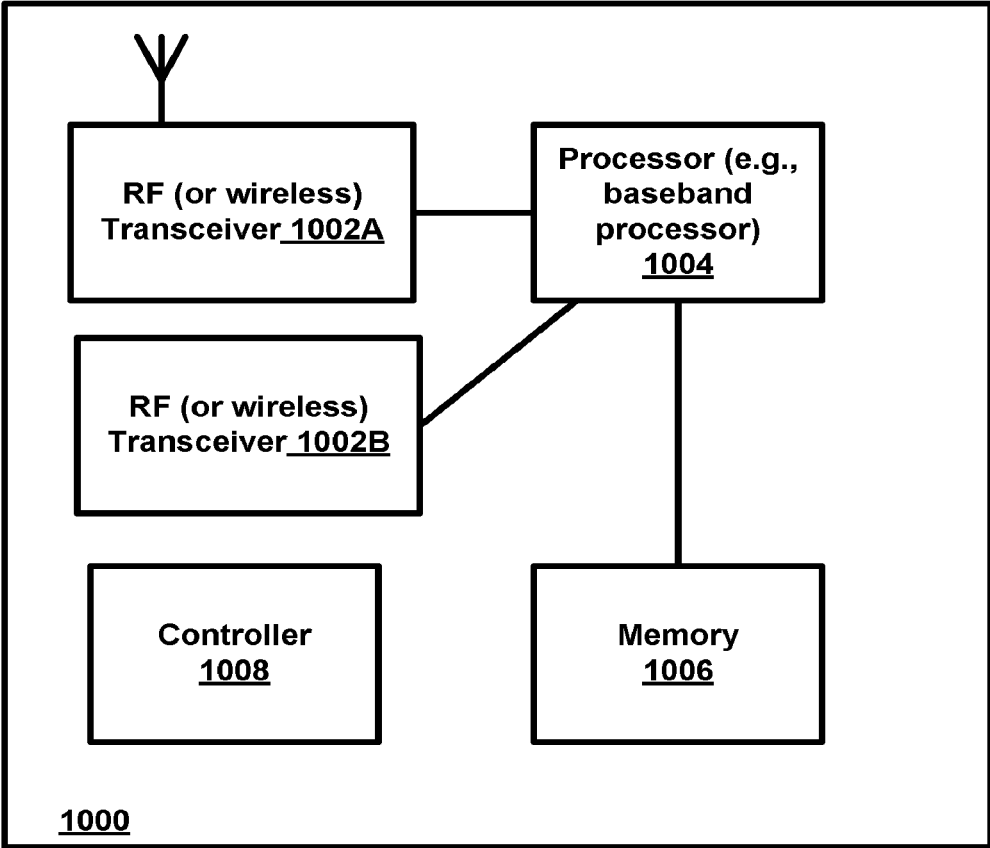 RF (or wireless)
Transceiver 1002A
Processor (e.g.,
baseband
processor)
1004
RF (or wireless)
Transceiver 1002B
Controller
1008
Memory
1006
1000